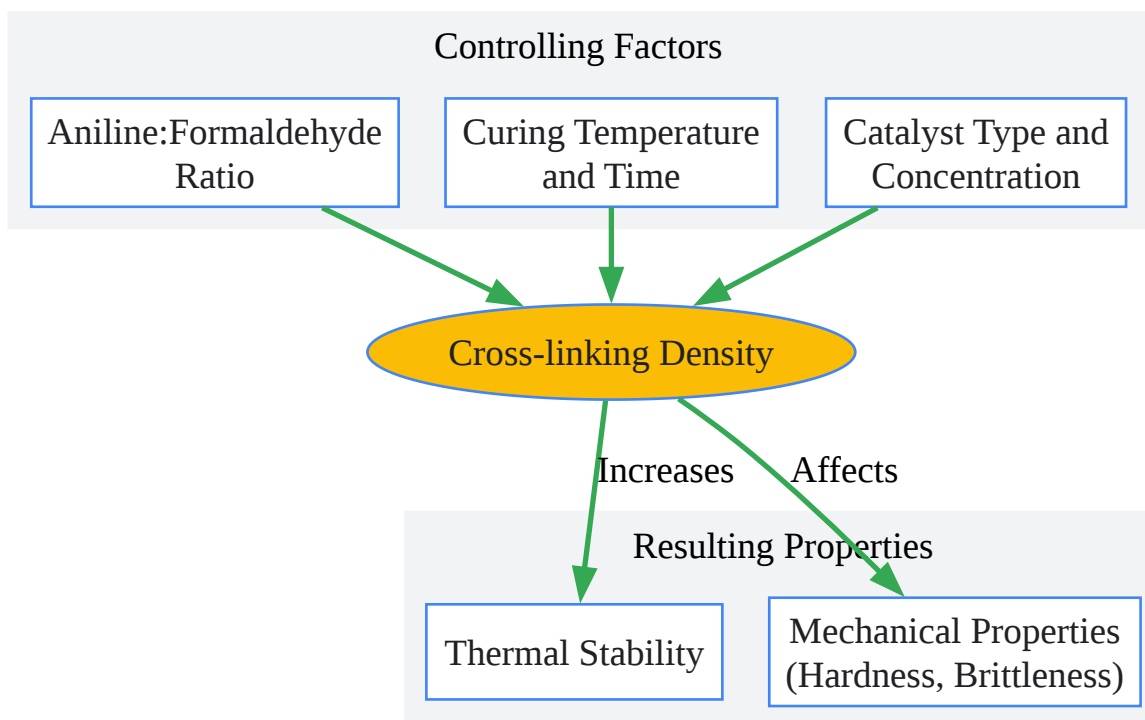 Controlling Factors
Aniline:Formaldehyde
Ratio
Curing Temperature
and Time
Catalyst Type and
Concentration
Cross-linking Density
Increases
Affects
Resulting Properties
Thermal Stability
Mechanical Properties
(Hardness, Brittleness)